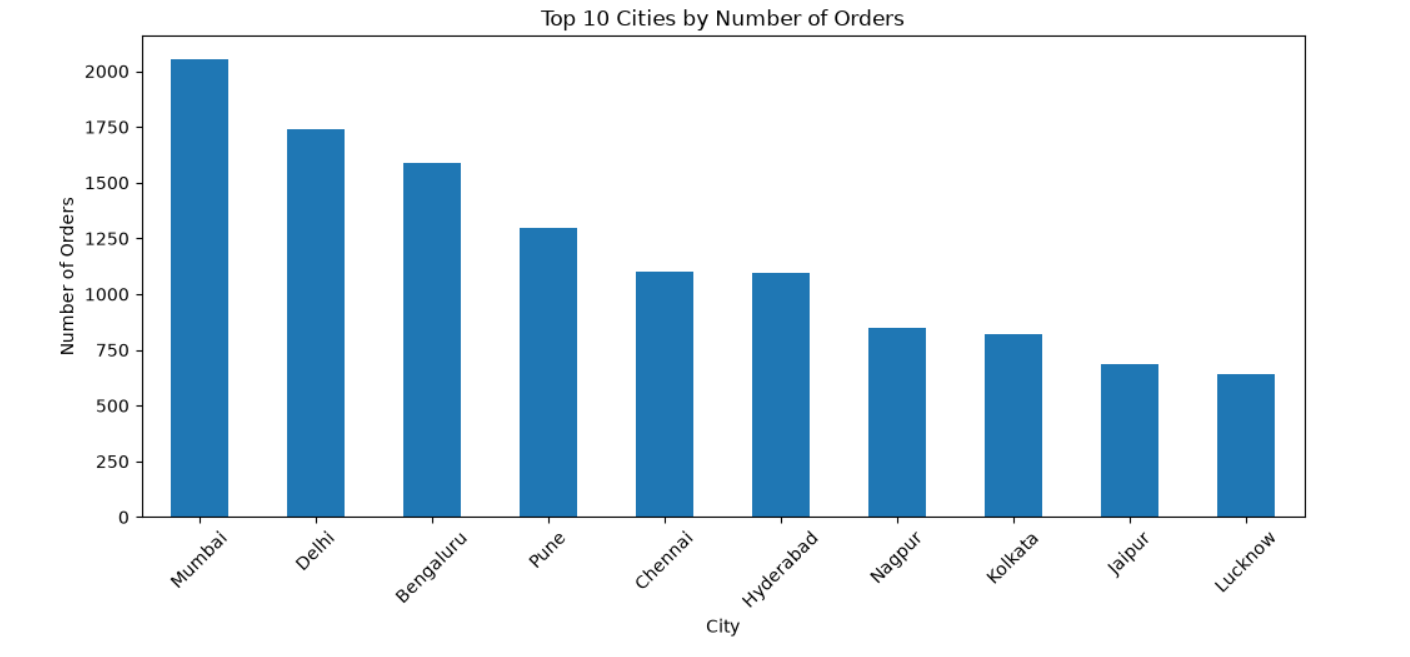 Top 10 Cities by Number of Orders
Number of Orders
2000
1750
1500
1250
1000
750
500
250
0
Mumbai
Delhi
Bengaluru
Pune
Chennai
Hyderabad
Nagpur
Kolkata
Jaipur
Lucknow
City